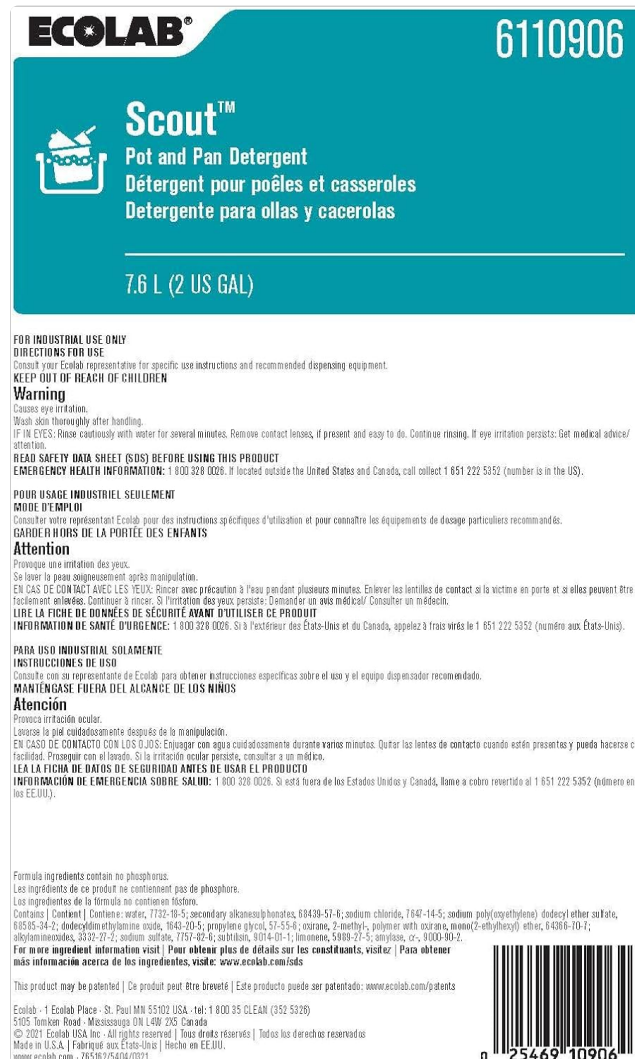 ECOLAB®
6110906
Scout™
Pot and Pan Detergent
Détergent pour poêles et casseroles
Detergente para ollas y cacerolas
7.6 L (2 US GAL)
FOR INDUSTRIAL USE ONLY
DIRECTIONS FOR USE
Consult your Ecolab representative for specific use instructions and recommended dispensing equipment.
KEEP OUT OF REACH OF CHILDREN
Warning
Causes eye irritation.
Wash skin thoroughly after handling.
IF IN EYES: Rinse cautiously with water for several minutes. Remove contact lenses, if present and easy to do. Continue rinsing. If eye irritation persists: Get medical advice/
attention.
READ SAFETY DATA SHEET (SDS) BEFORE USING THIS PRODUCT
EMERGENCY HEALTH INFORMATION: 1 800 328 0026. If located outside the United States and Canada, call collect 1 651 222 5352 (number is in the US).
POUR USAGE INDUSTRIEL SEULEMENT
MODE D'EMPLOI
Consulter votre représentant Ecolab pour des instructions spécifiques d'utilisation et pour connaître les équipements de dosage particuliers recommandés.
GARDER HORS DE LA PORTÉE DES ENFANTS
Attention
Provoque une irritation des yeux.
Se laver la peau soigneusement après manipulation.
EN CAS DE CONTACT AVEC LES YEUX: Rincer avec précaution à l'eau pendant plusieurs minutes. Enlever les lentilles de contact si la victime en porte et si elles peuvent être
facilement enlevées. Continuer à rincer. Si l'irritation des yeux persiste: Demander un avis médical/ Consulter un médecin.
LIRE LA FICHE DE DONNÉES DE SÉCURITÉ AVANT D'UTILISER CE PRODUIT
INFORMATION DE SANTÉ D'URGENCE: 1 800 328 0026. Si à l'extérieur des États-Unis et du Canada, appelez à frais virés le 1 651 222 5352 (numéro aux États-Unis).
PARA USO INDUSTRIAL SOLAMENTE
INSTRUCCIONES DE USO
Consulte con su representante de Ecolab para obtener instrucciones específicas sobre el uso y el equipo dispensador recomendado.
MANTÉNGASE FUERA DEL ALCANCE DE LOS NIÑOS
Atención
Provoca irritación ocular.
Lavarse la piel cuidadosamente después de la manipulación.
EN CASO DE CONTACTO CON LOS OJOS: Enjuagar con agua cuidadosamente durante varios minutos. Quitar las lentes de contacto cuando estén presentes y pueda hacerse c
facilidad. Proseguir con el lavado. Si la irritación ocular persiste, consultar a un médico.
LEA LA FICHA DE DATOS DE SEGURIDAD ANTES DE USAR EL PRODUCTO
INFORMACIÓN DE EMERGENCIA SOBRE SALUD: 1 800 328 0026. Si está fuera de los Estados Unidos y Canadá, llame a cobro revertido al 1 651 222 5352 (número en
los EE.UU.).
Formula ingredients contain no phosphorus.
Les ingrédients de ce produit ne contiennent pas de phosphore.
Los ingredientes de la fórmula no contienen fósforo.
Contains | Contient | Contiene: water, 7732-18-5; secondary alkanesulphonates, 68439-57-6; sodium chloride, 7647-14-5; sodium poly(oxyethylene) dodecyl ether sulfate,
68585-34-2; dodecyldimethylamine oxide, 1643-20-5; propylene glycol, 57-55-6; oxirane, 2-methyl-, polymer with oxirane, mono(2-ethylhexyl) ether, 64366-70-7;
alkylamineoxides, 3332-27-2; sodium sulfate, 7757-82-6; subtilisin, 9014-01-1; limonene, 5989-27-5; amylase, α-, 9000-90-2.
For more ingredient information visit | Pour obtenir plus de détails sur les constituants, visitez | Para obtener
más información acerca de los ingredientes, visite: www.ecolab.com/sds
This product may be patented | Ce produit peut être breveté | Este producto puede ser patentado: www.ecolab.com/patents
Ecolab · 1 Ecolab Place · St. Paul MN 55102 USA · tel: 1 800 35 CLEAN (352 5326)
5105 Tomken Road · Mississauga ON L4W 2X5 Canada
© 2021 Ecolab USA Inc · All rights reserved | Tous droits réservés | Todos los derechos reservados
Made in U.S.A. | Fabriqué aux États-Unis | Hecho en EE.UU.
www.ecolab.com · 765162/5404/0321
0 25469 10906